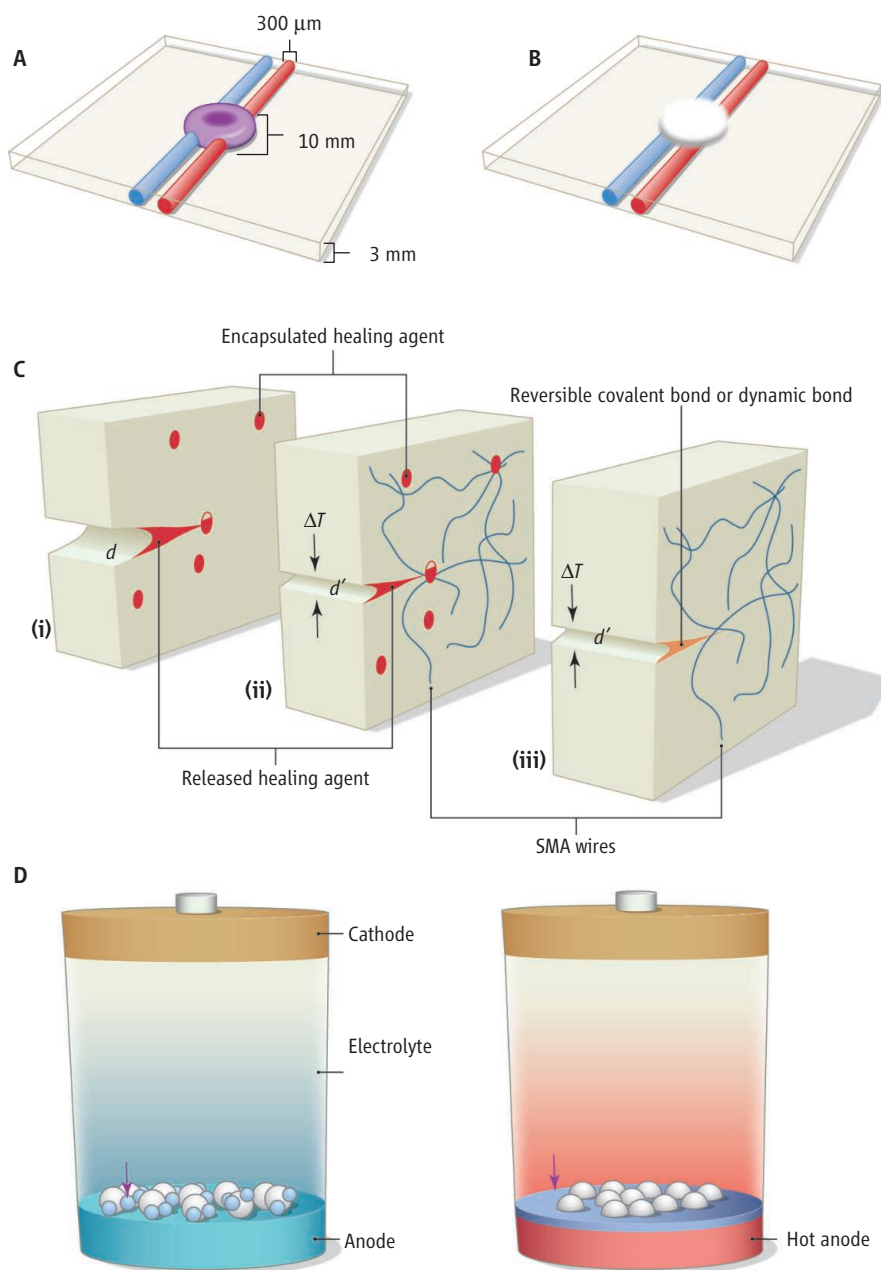 A
300 μm
10 mm
3 mm
B
C
Encapsulated healing agent
Reversible covalent bond or dynamic bond
d
(i)
ΔT
d′
(ii)
ΔT
d′
(iii)
Released healing agent
SMA wires
D
Cathode
Electrolyte
Anode
Hot anode